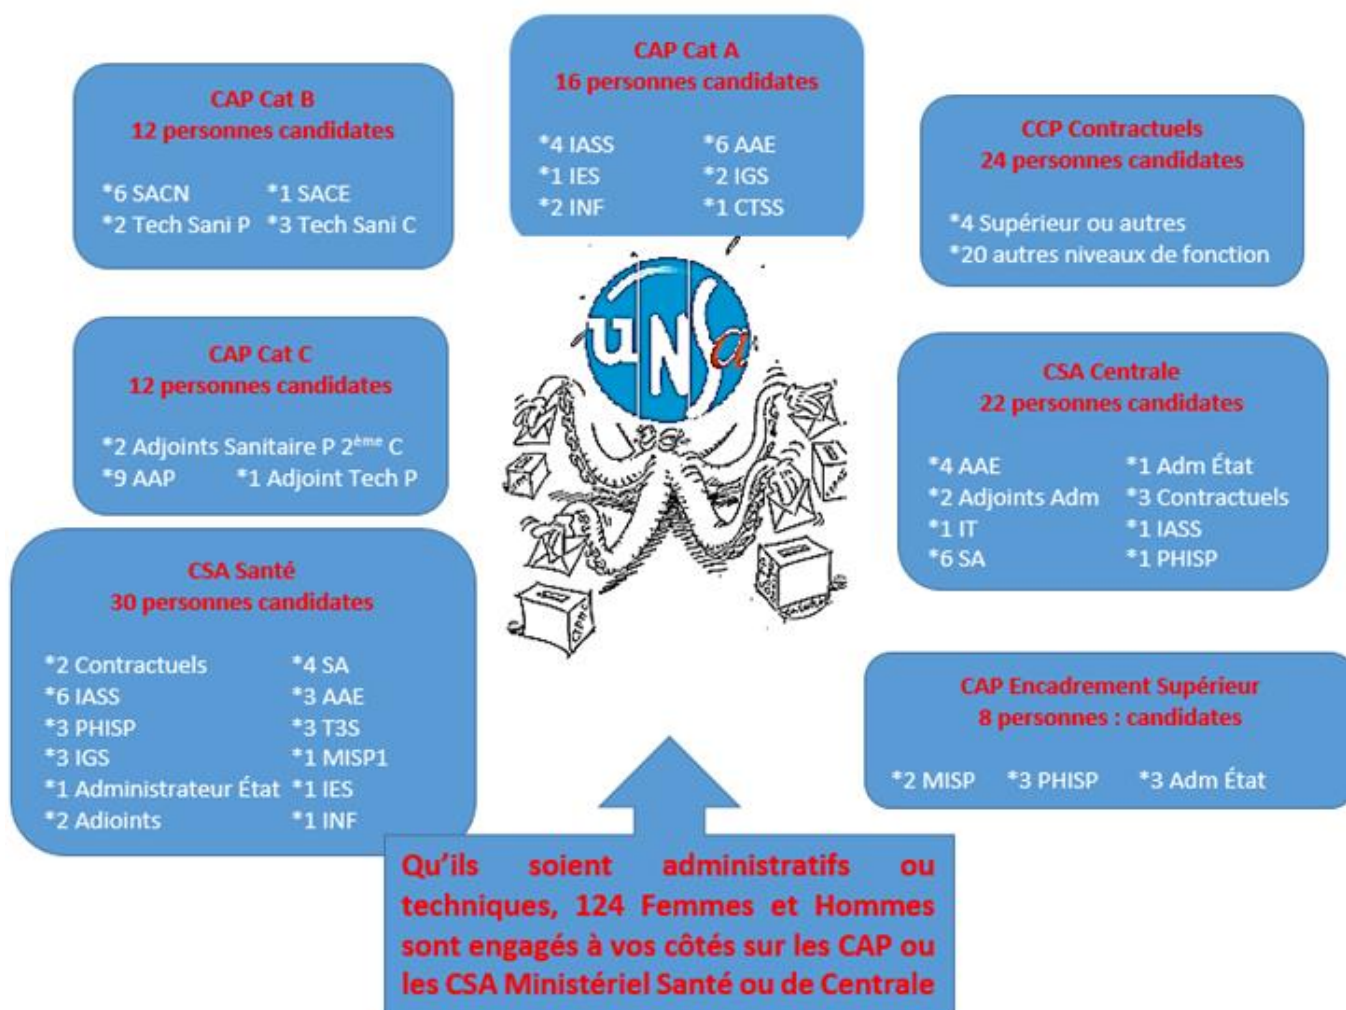 CAP Cat A
16 personnes candidates
*4 IASS *6 AAE
*1 IES *2 IGS
*2 INF *1 CTSS
CAP Cat B
12 personnes candidates
*6 SACN *1 SACE
*2 Tech Sani P *3 Tech Sani C
CCP Contractuels
24 personnes candidates
*4 Supérieur ou autres
*20 autres niveaux de fonction
UNSa
CAP Cat C
12 personnes candidates
*2 Adjoints Sanitaire P 2ème C
*9 AAP *1 Adjoint Tech P
CSA Centrale
22 personnes candidates
*4 AAE *1 Adm État
*2 Adjoints Adm *3 Contractuels
*1 IT *1 IASS
*6 SA *1 PHISP
CSA Santé
30 personnes candidates
*2 Contractuels *4 SA
*6 IASS *3 AAE
*3 PHISP *3 T3S
*3 IGS *1 MISP1
*1 Administrateur État *1 IES
*2 Adioints *1 INF
CAP Encadrement Supérieur
8 personnes : candidates
*2 MISP *3 PHISP *3 Adm État
Qu'ils soient administratifs ou
techniques, 124 Femmes et Hommes
sont engagés à vos côtés sur les CAP ou
les CSA Ministériel Santé ou de Centrale